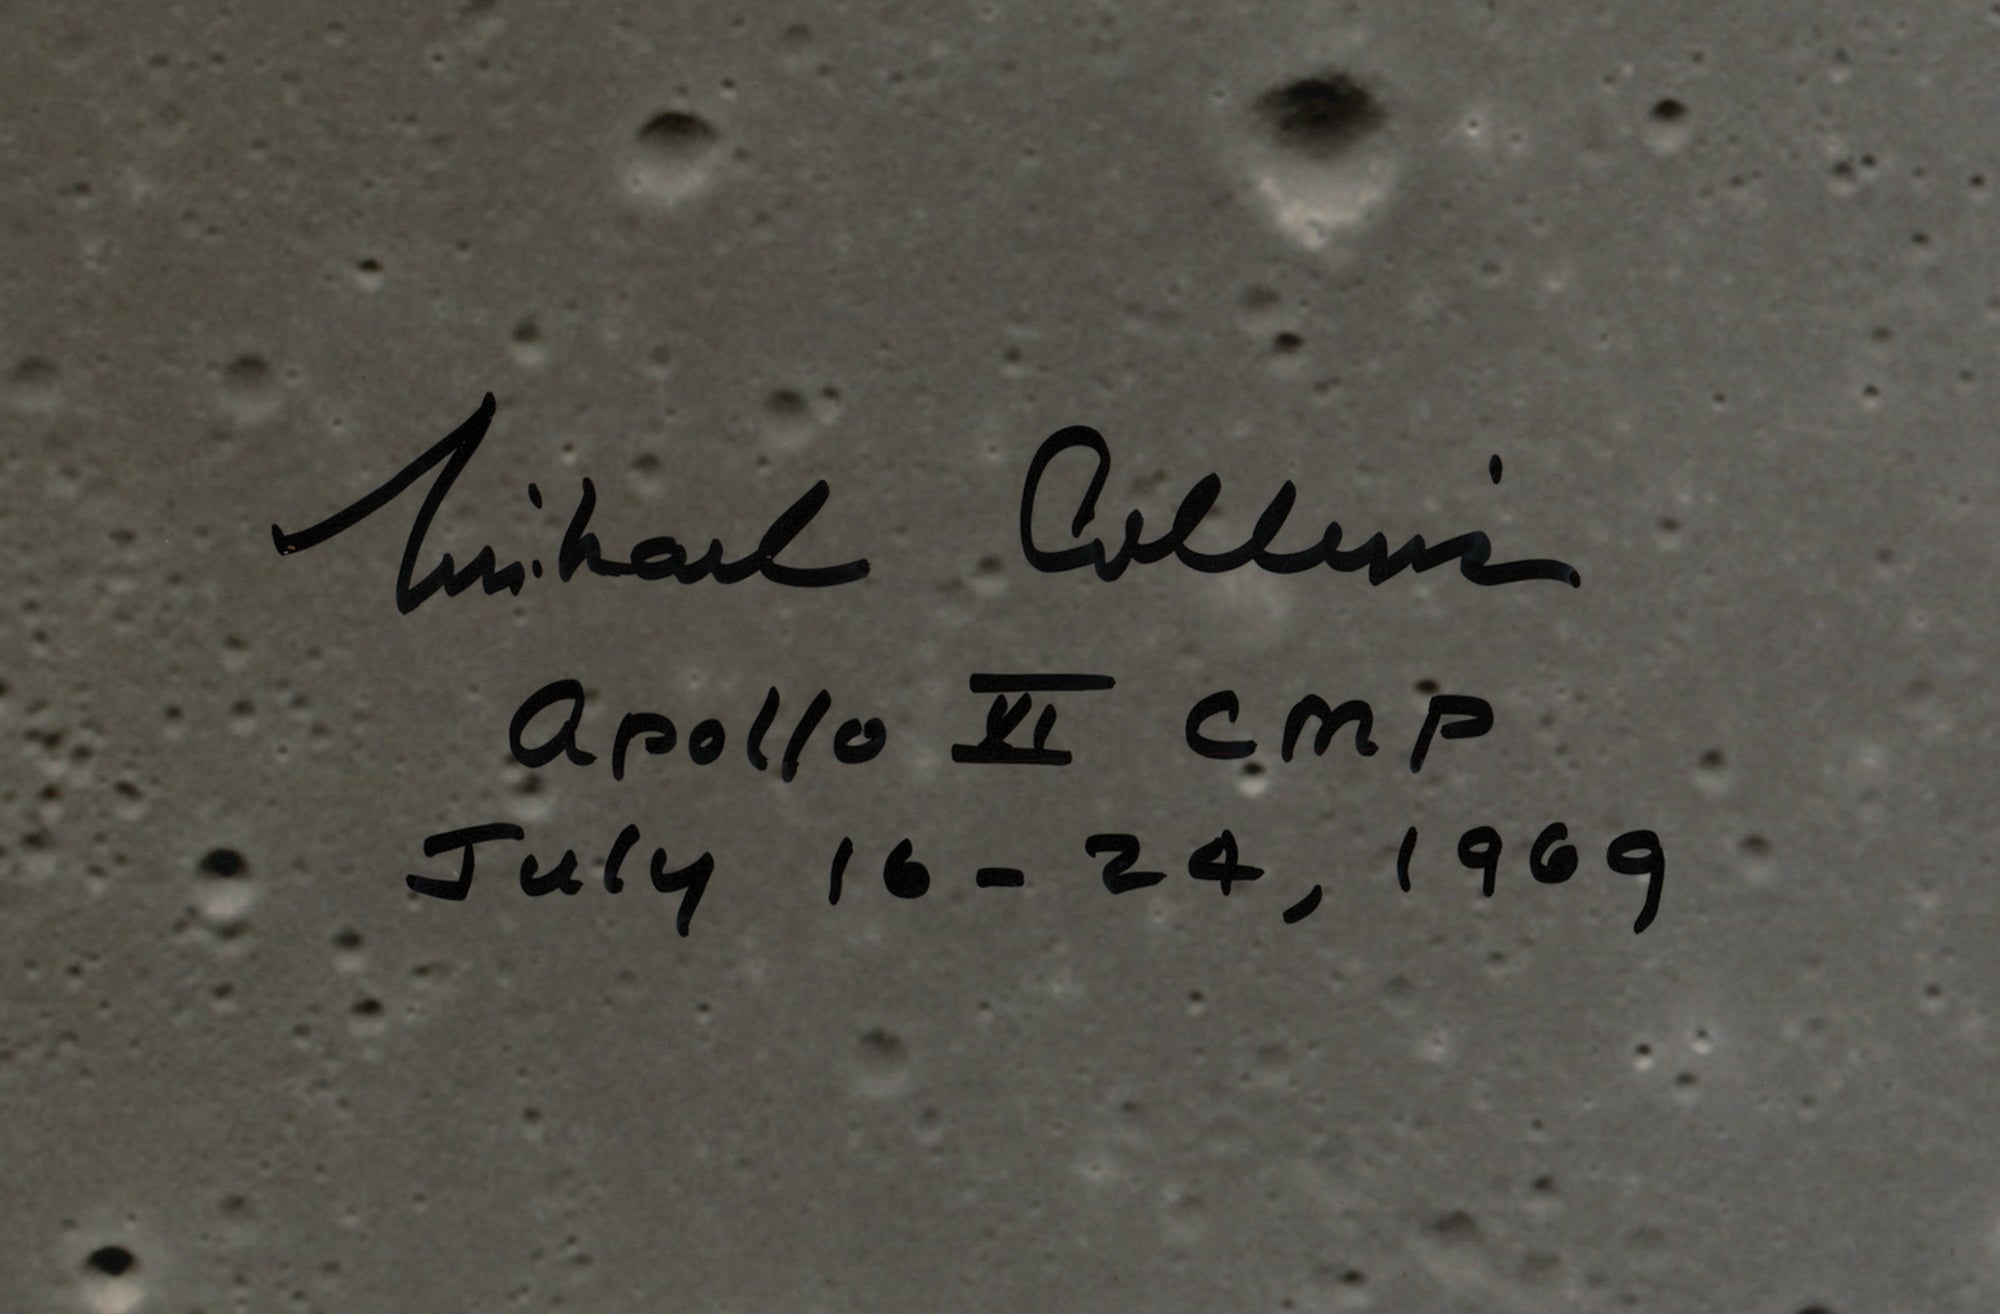 Michael Collins
Apollo XI CMP
July 16-24, 1969